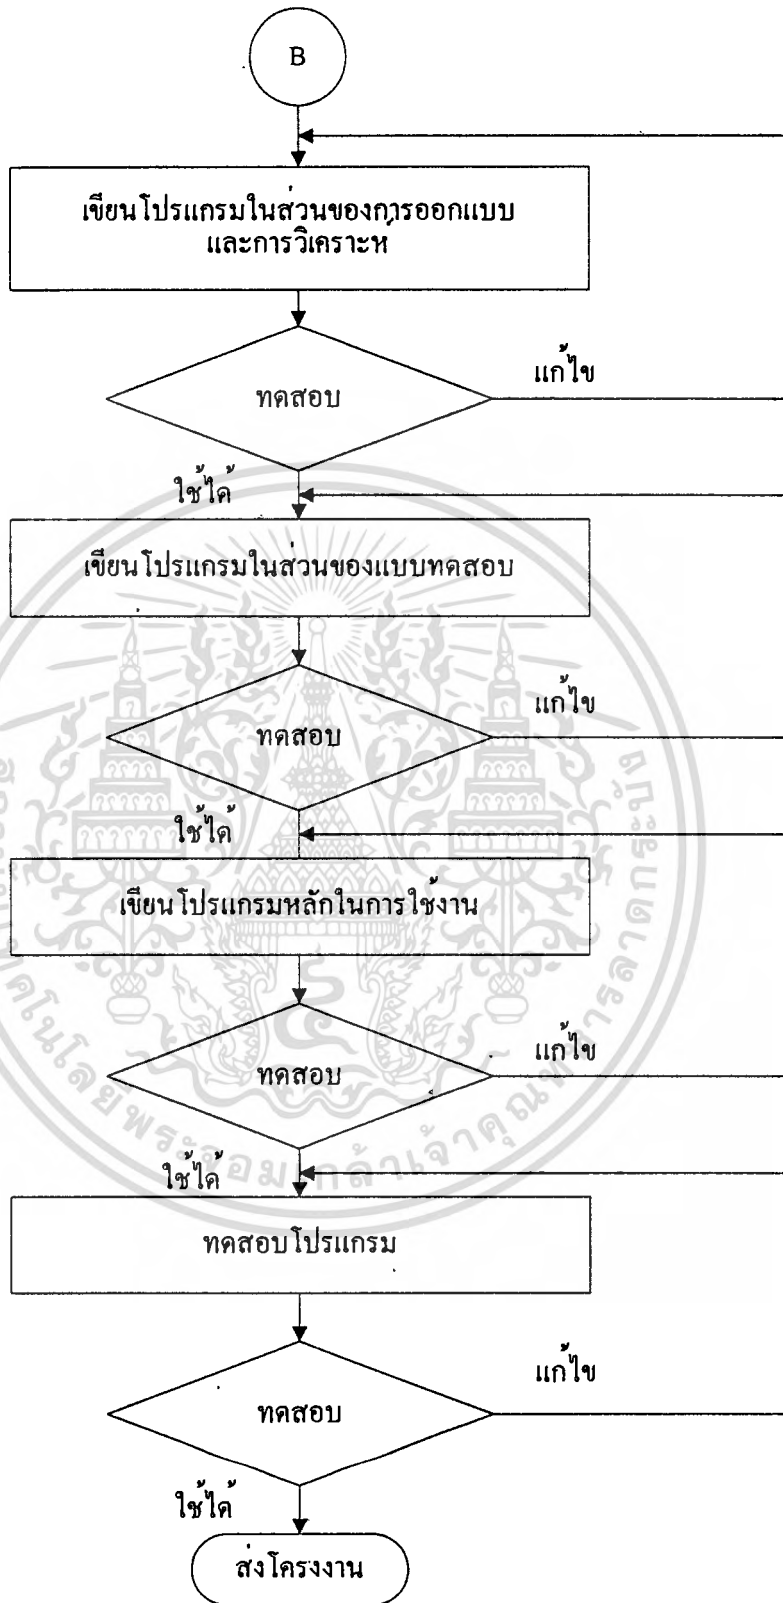 B
เขียนโปรแกรมในส่วนของการออกแบบ
และการวิเคราะห์
ทดสอบ
แก้ไข
ใช้ได้
เขียนโปรแกรมในส่วนของแบบทดสอบ
ทดสอบ
แก้ไข
ใช้ได้
เขียนโปรแกรมหลักในการใช้งาน
ทดสอบ
แก้ไข
ใช้ได้
ทดสอบโปรแกรม
ทดสอบ
แก้ไข
ใช้ได้
ส่งโครงงาน